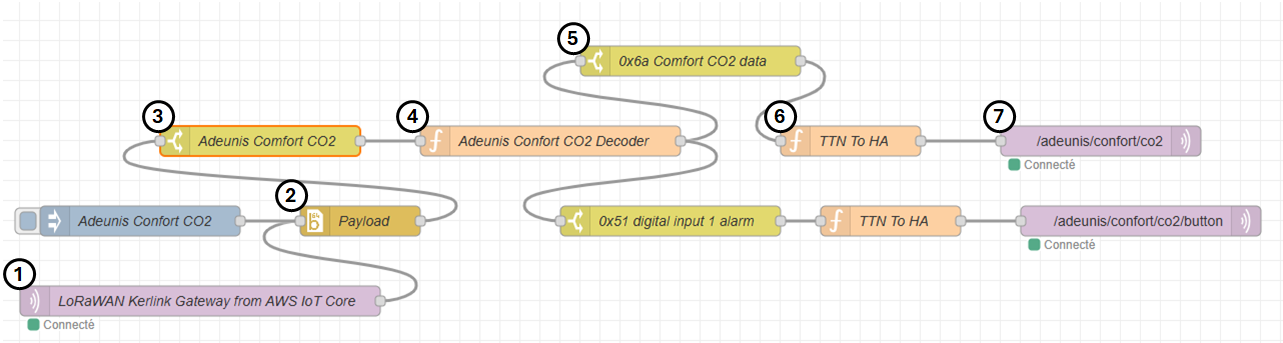 5
0x6a Comfort CO2 data
3
4
6
7
Adeunis Comfort CO2
Adeunis Confort CO2 Decoder
TTN To HA
/adeunis/confort/co2
Connecté
2
Adeunis Confort CO2
Payload
0x51 digital input 1 alarm
TTN To HA
/adeunis/confort/co2/button
Connecté
1
LoRaWAN Kerlink Gateway from AWS IoT Core
Connecté